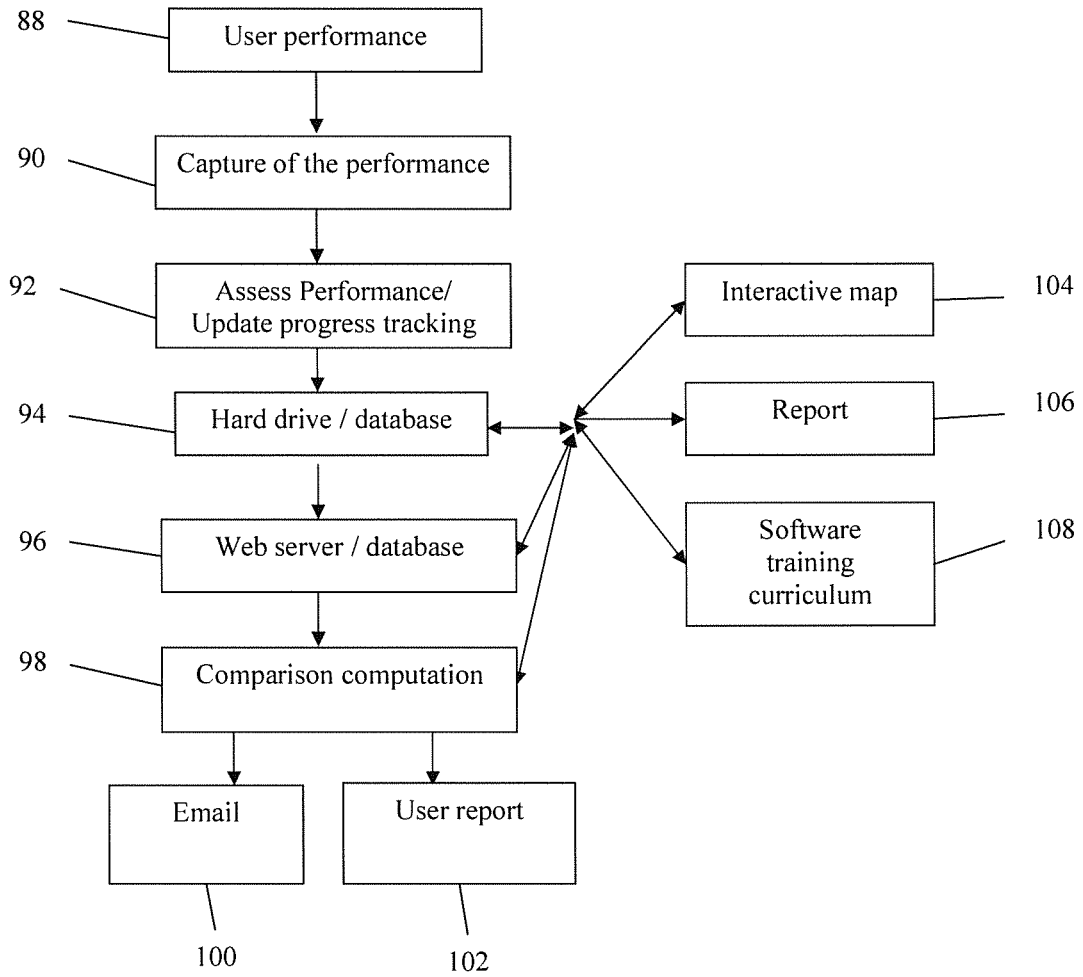 88
User performance
90
Capture of the performance
92
Assess Performance/
Update progress tracking
94
Hard drive / database
96
Web server / database
98
Comparison computation
Email
User report
100
102
Interactive map
104
Report
106
Software
training
curriculum
108